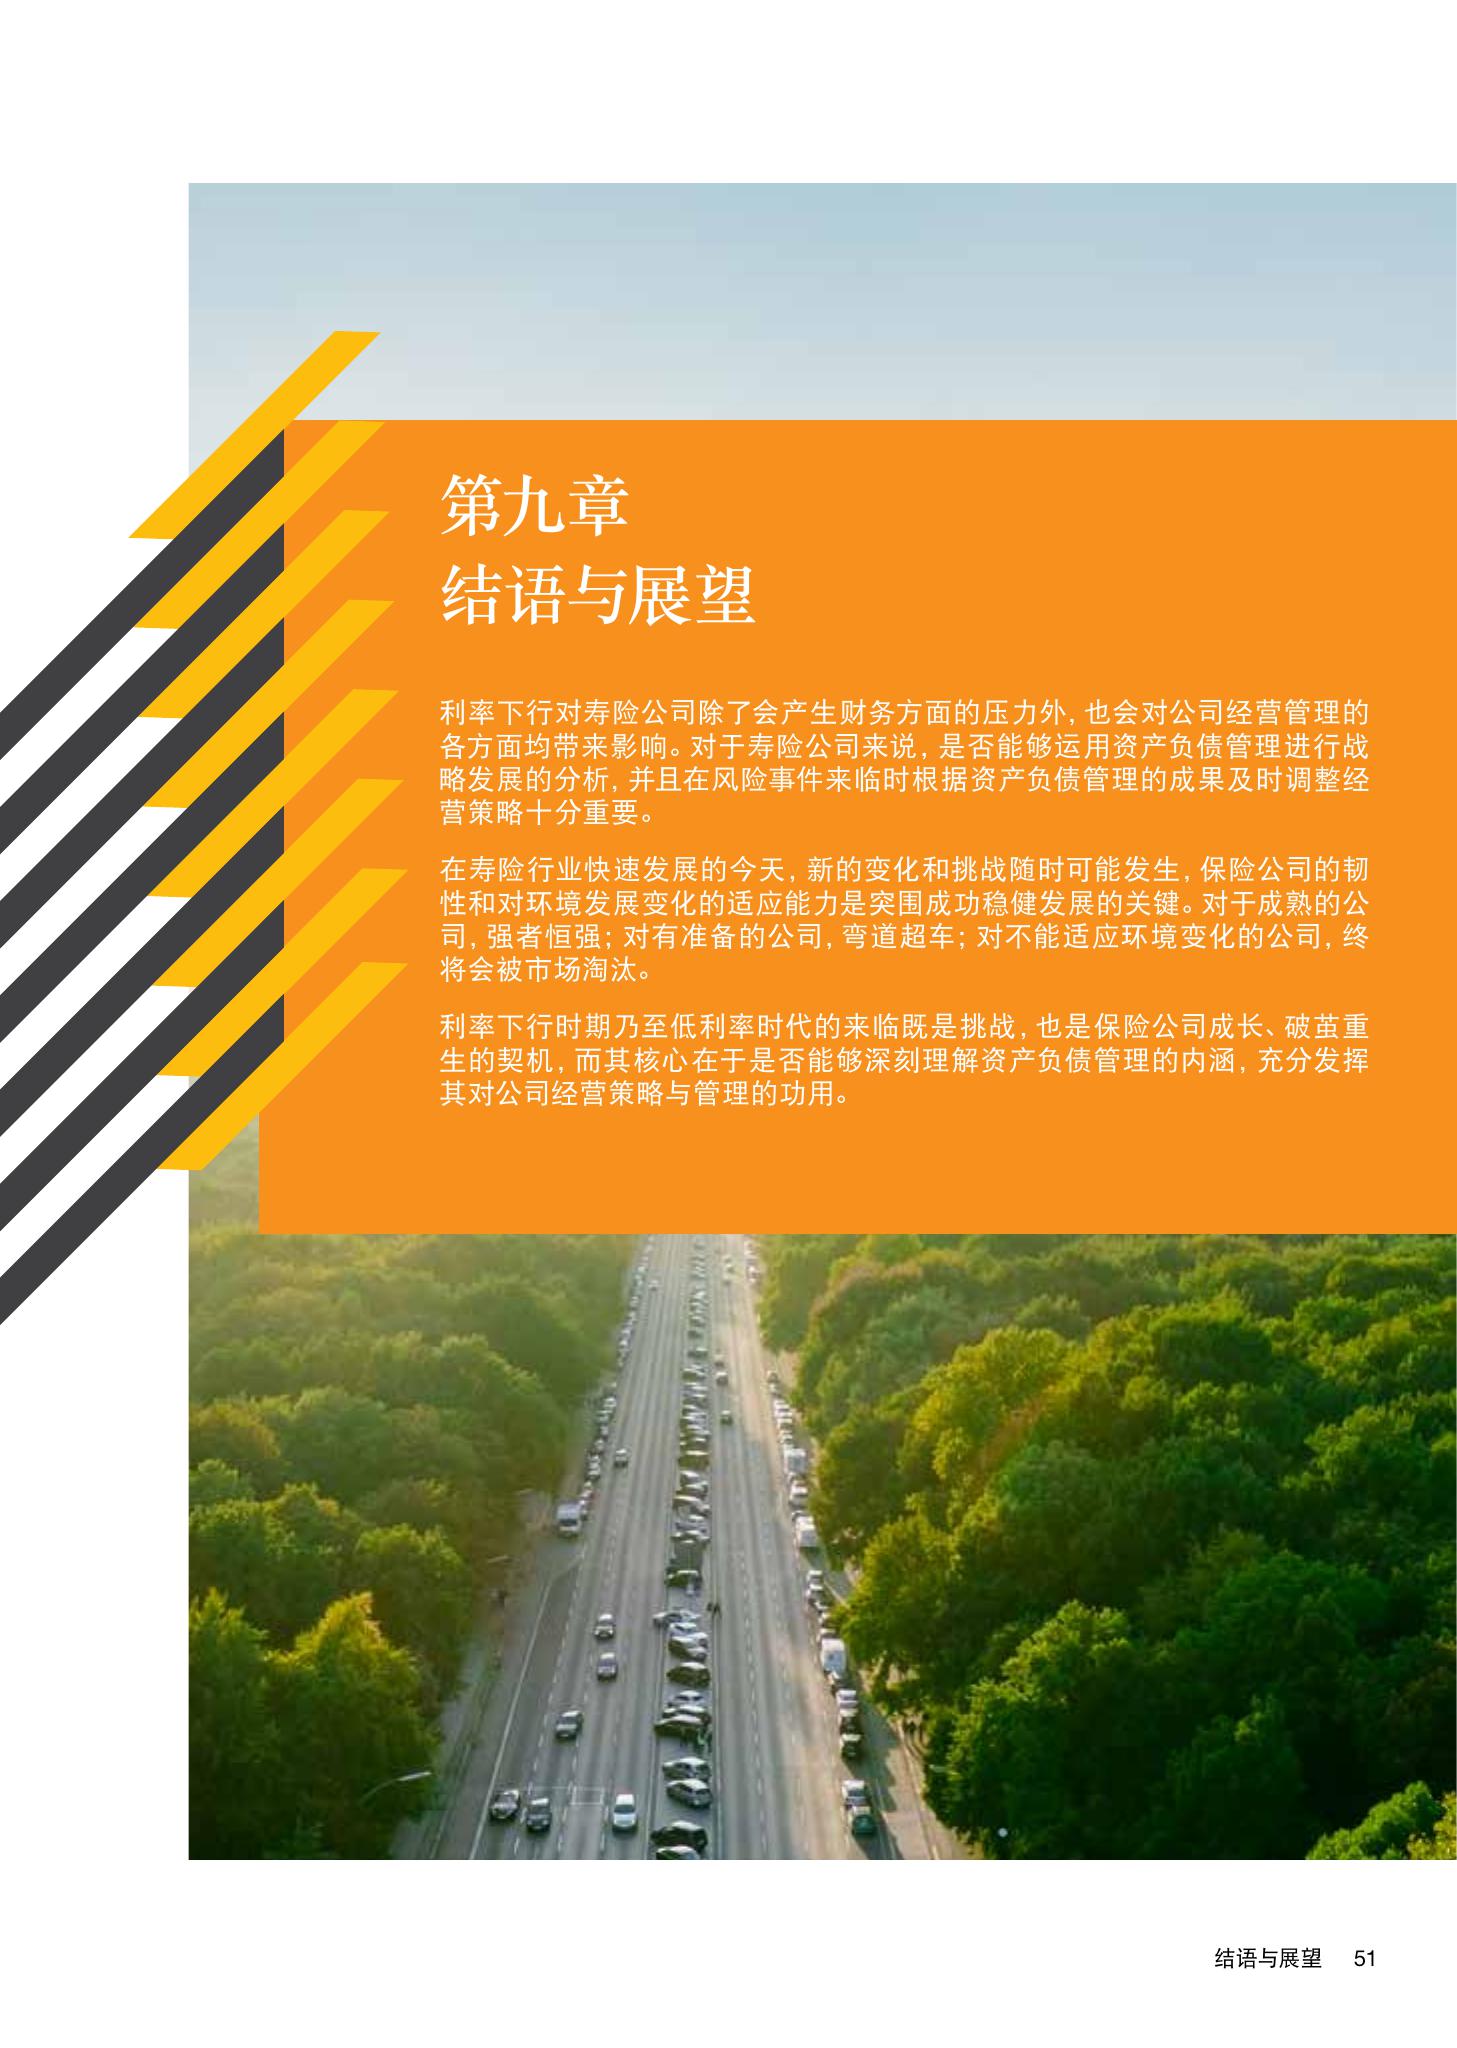 第九章
结语与展望
利率下行对寿险公司除了会产生财务方面的压力外，也会对公司经营管理的
各方面均带来影响。对于寿险公司来说，是否能够运用资产负债管理进行战
略发展的分析，并且在风险事件来临时根据资产负债管理的成果及时调整经
营策略十分重要。
在寿险行业快速发展的今天，新的变化和挑战随时可能发生，保险公司的韧
性和对环境发展变化的适应能力是突围成功稳健发展的关键。对于成熟的公
司，强者恒强；对有准备的公司，弯道超车；对不能适应环境变化的公司，终
将会被市场淘汰。
利率下行时期乃至低利率时代的来临既是挑战，也是保险公司成长、破茧重
生的契机，而其核心在于是否能够深刻理解资产负债管理的内涵，充分发挥
其对公司经营策略与管理的功用。
结语与展望 51